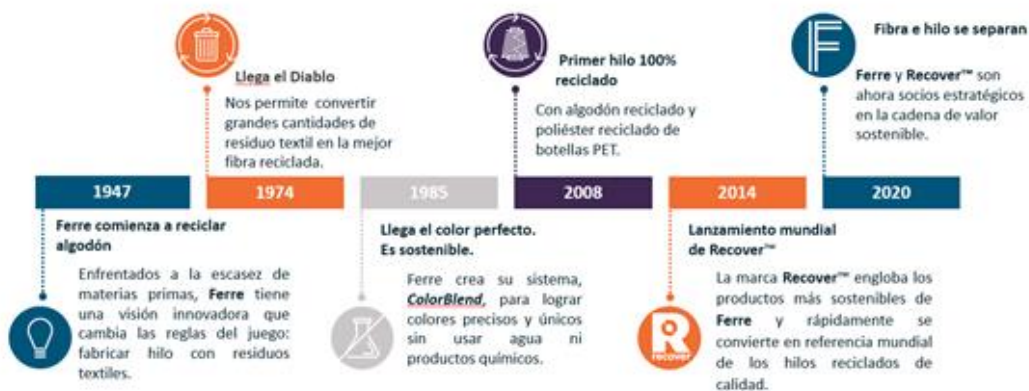 Llega el Diablo
Nos permite convertir
grandes cantidades de
residuo textil en la mejor
fibra reciclada.
Primer hilo 100%
reciclado
Con algodón reciclado y
poliéster reciclado de
botellas PET.
F
Fibra e hilo se separan
Ferre y Recover™ son
ahora socios estratégicos
en la cadena de valor
sostenible.
1947
1974
1985
2008
2014
2020
Ferre comienza a reciclar
algodón
Enfrentados a la escasez de
materias primas, Ferre tiene
una visión innovadora que
cambia las reglas del juego:
fabricar hilo con residuos
textiles.
Llega el color perfecto.
Es sostenible.
Ferre crea su sistema,
ColorBlend, para lograr
colores precisos y únicos
sin usar agua ni
productos químicos.
Lanzamiento mundial
de Recover™
La marca Recover™ engloba los
productos más sostenibles de
Ferre y rápidamente se
convierte en referencia mundial
de los hilos reciclados de
calidad.
R
recover